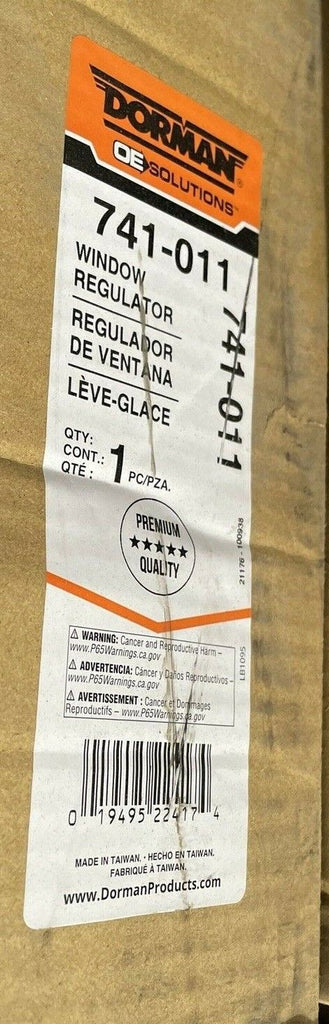 DORMAN®
OE SOLUTIONS™
741-011
WINDOW
REGULATOR
REGULADOR
DE VENTANA
LÈVE-GLACE
741-011
QTY:
CONT.: 1 PC/PZA.
QTÉ :
PREMIUM
★★★★★
QUALITY
21176 - 100938
LB1095
⚠ WARNING: Cancer and Reproductive Harm –
www.P65Warnings.ca.gov
⚠ ADVERTENCIA: Cáncer y Daños Reproductivos –
www.P65Warnings.ca.gov
⚠ AVERTISSEMENT : Cancer et Dommages
Reproductifs – www.P65Warnings.ca.gov
0 19495 22417 4
MADE IN TAIWAN. • HECHO EN TAIWAN.
FABRIQUÉ À TAIWAN.
www.DormanProducts.com